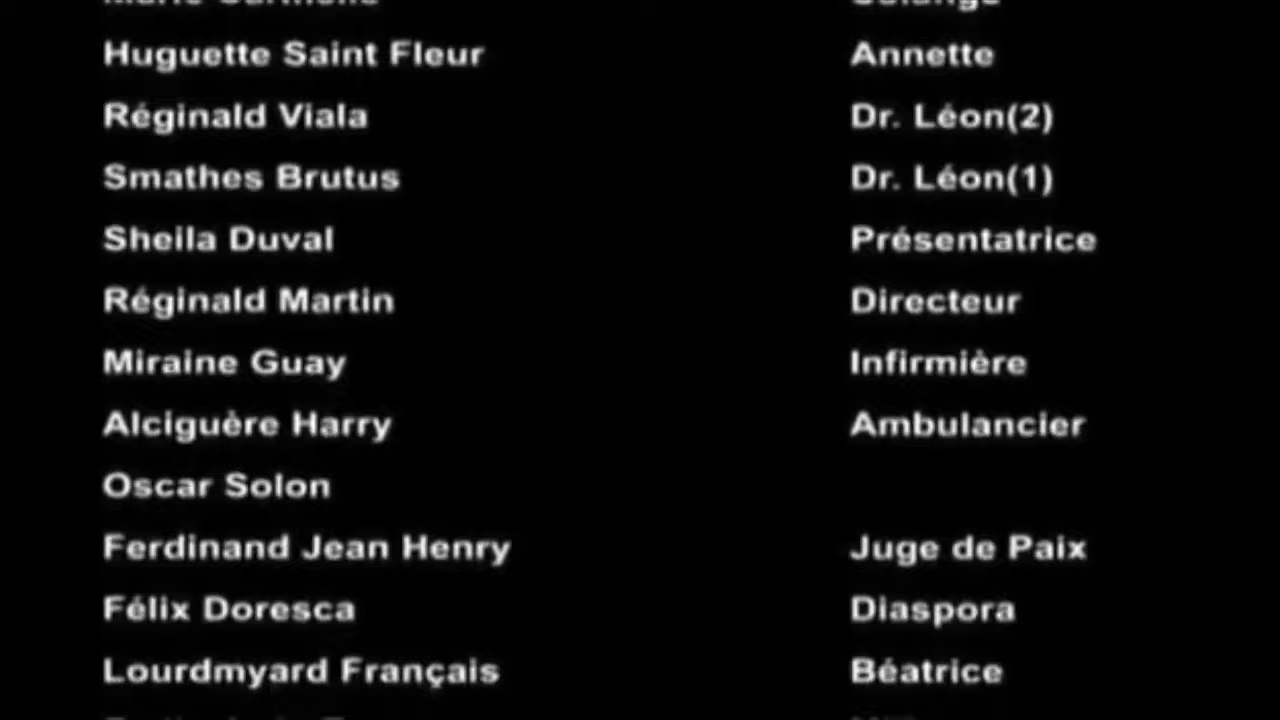 Huguette Saint Fleur Annette
Réginald Viala Dr. Léon(2)
Smathes Brutus Dr. Léon(1)
Sheila Duval Présentatrice
Réginald Martin Directeur
Miraine Guay Infirmière
Alciguère Harry Ambulancier
Oscar Solon
Ferdinand Jean Henry Juge de Paix
Félix Doresca Diaspora
Lourdmyard Français Béatrice